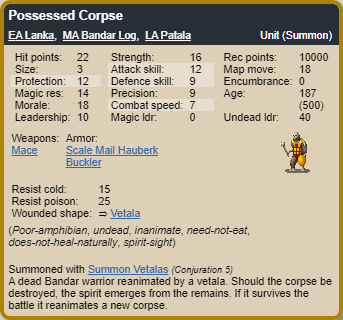 Possessed Corpse
EA Lanka, MA Bandar Log, LA Patala Unit (Summon)
Hit points: 22 Strength: 16 Rec points: 10000
Size: 3 Attack skill: 12 Map move: 18
Protection: 12 Defence skill: 9 Encumbrance: 0
Magic res: 14 Precision: 9 Age: 187
Morale: 18 Combat speed: 7 (500)
Leadership: 10 Magic ldr: 0 Undead ldr: 40
Weapons: Armor:
Mace Scale Mail Hauberk
Buckler
Resist cold: 15
Resist poison: 25
Wounded shape: ⇒ Vetala
(Poor-amphibian, undead, inanimate, need-not-eat,
does-not-heal-naturally, spirit-sight)
Summoned with Summon Vetalas (Conjuration 5)
A dead Bandar warrior reanimated by a vetala. Should the corpse be
destroyed, the spirit emerges from the remains. If it survives the
battle it reanimates a new corpse.